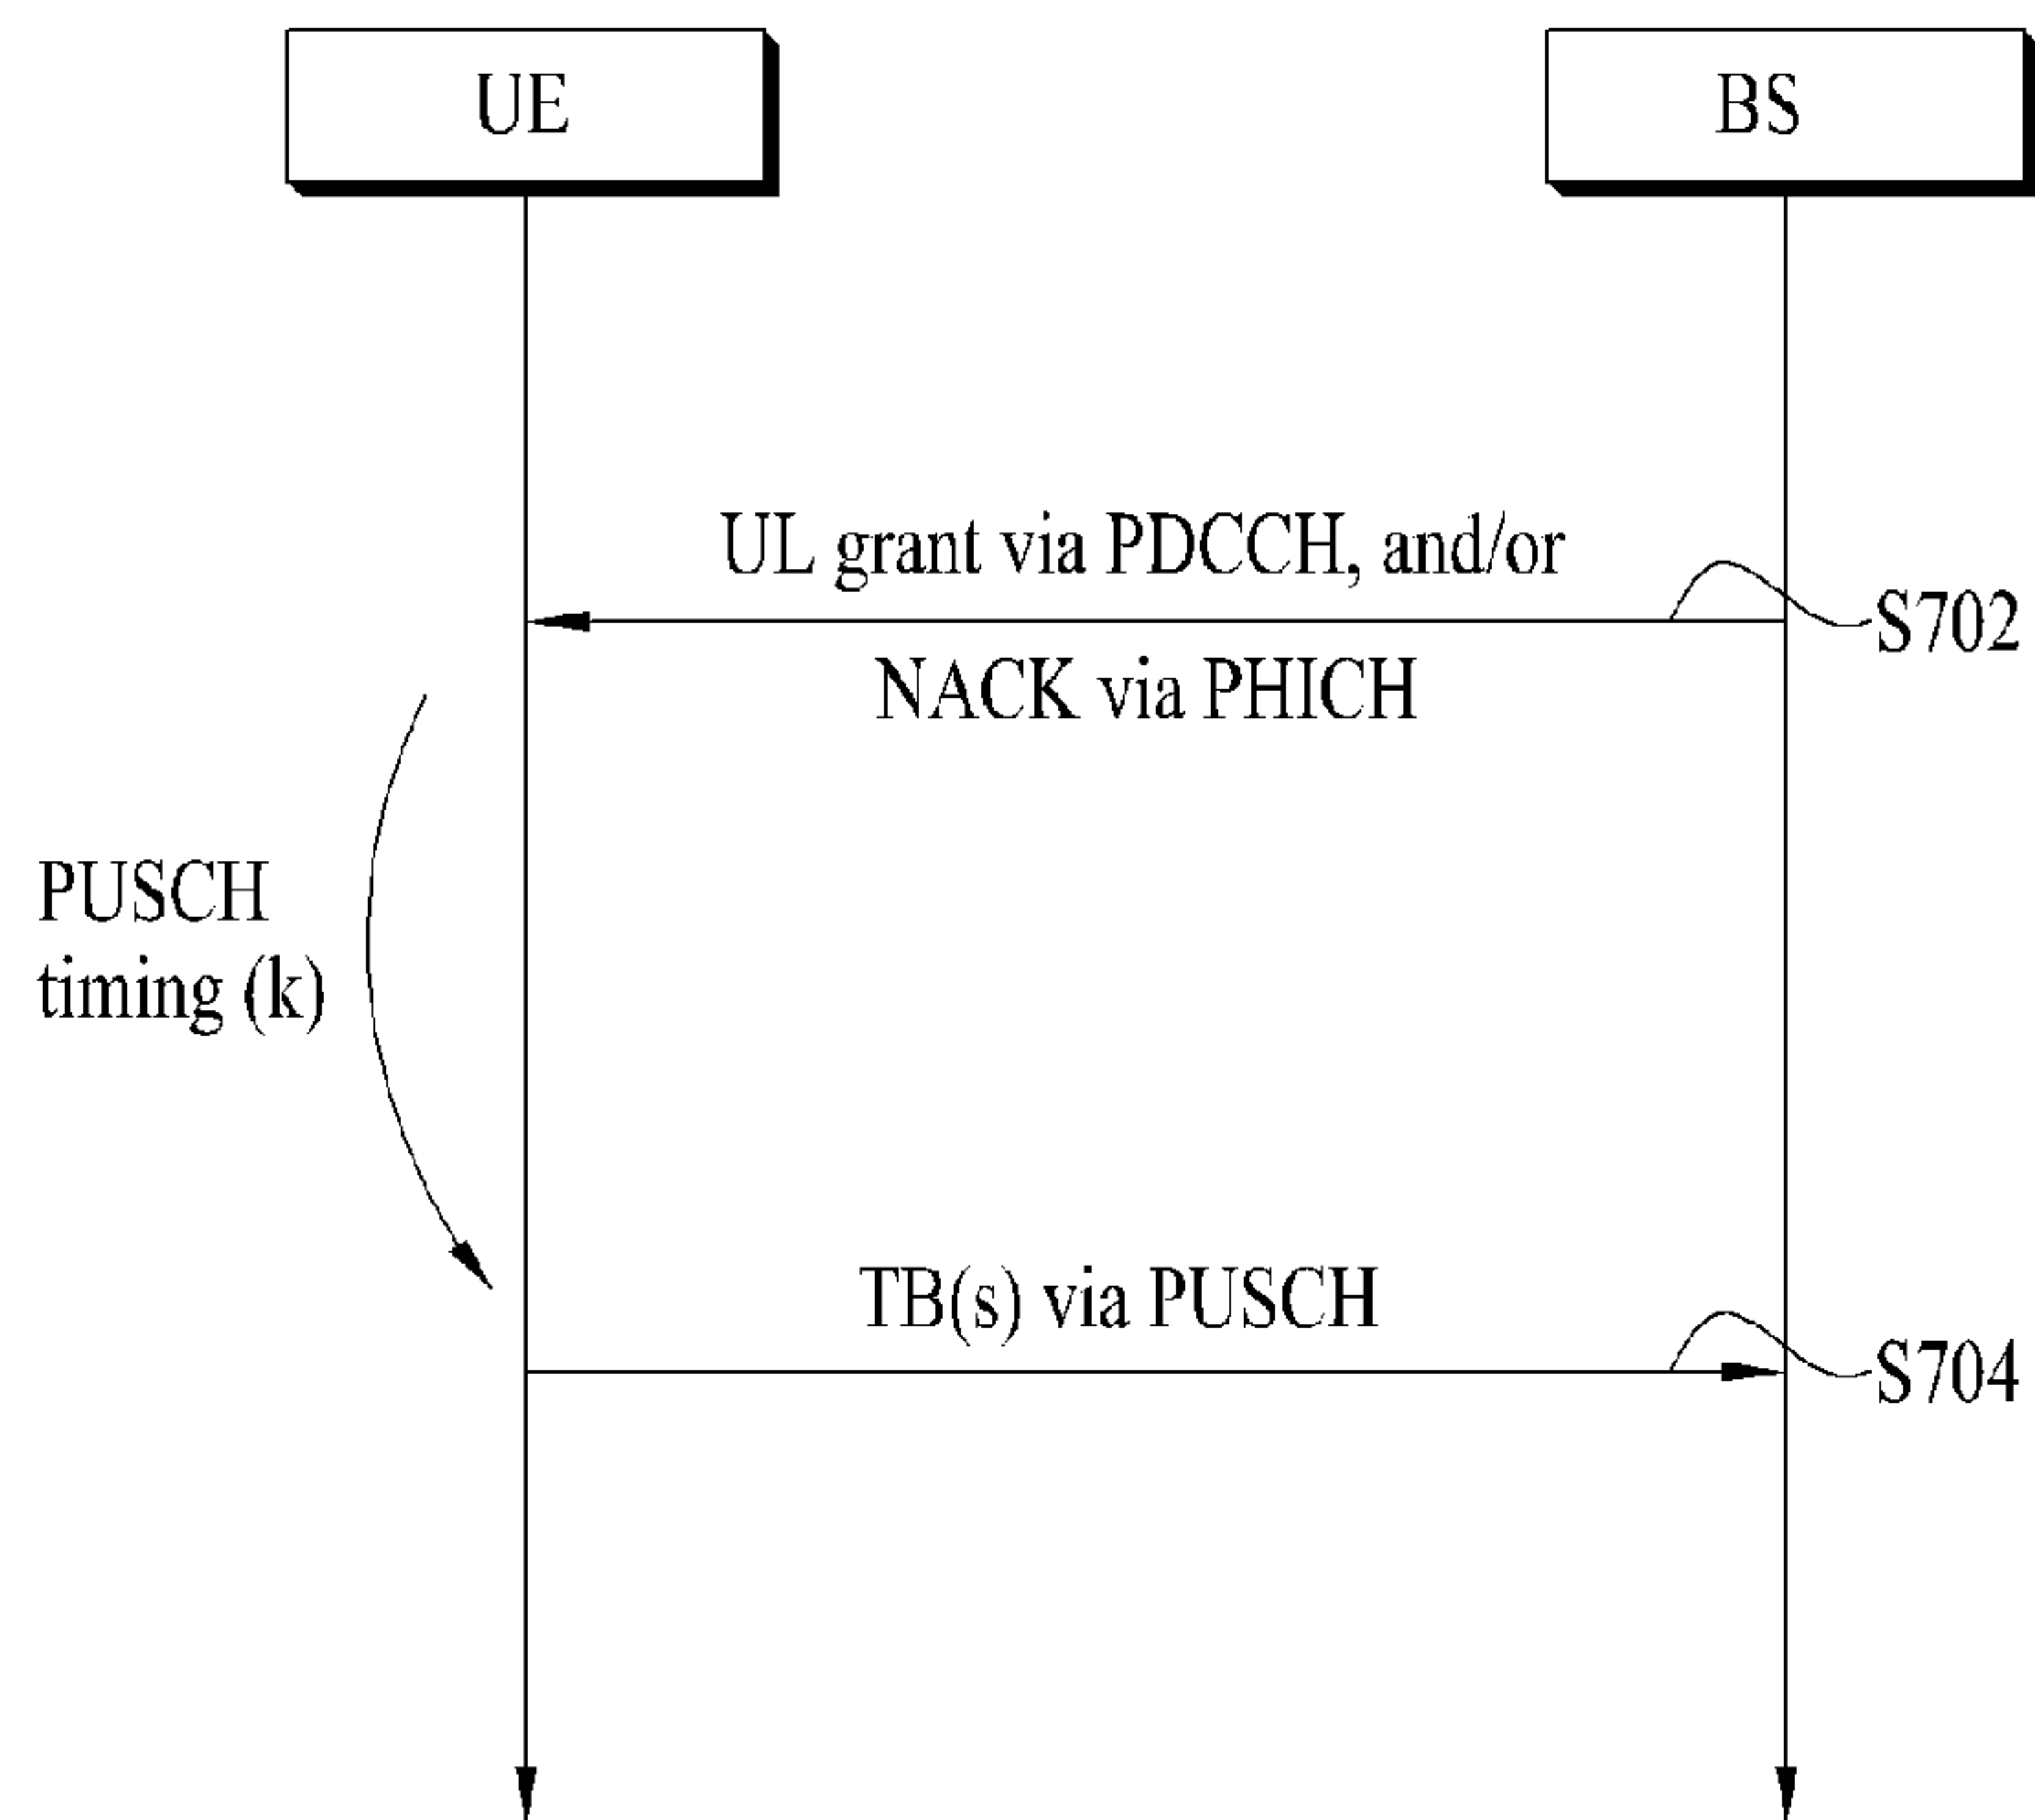 UE
BS
UL grant via PDCCH, and/or
S702
NACK via PHICH
PUSCH
timing (k)
TB(s) via PUSCH
S704